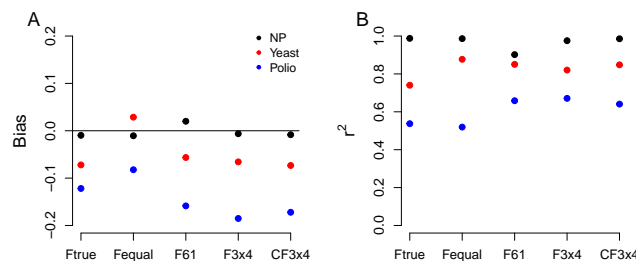 A
Bias
0.2
0.1
0.0
−0.1
−0.2
NP
Yeast
Polio
Ftrue Fequal F61 F3x4 CF3x4
B
r²
1.0
0.8
0.6
0.4
0.2
0.0
Ftrue Fequal F61 F3x4 CF3x4